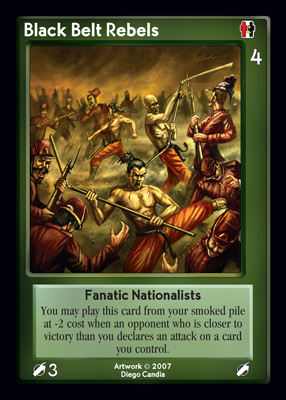 Black Belt Rebels
4
Fanatic Nationalists
You may play this card from your smoked pile
at -2 cost when an opponent who is closer to
victory than you declares an attack on a card
you control.
3
Artwork © 2007
Diego Candia